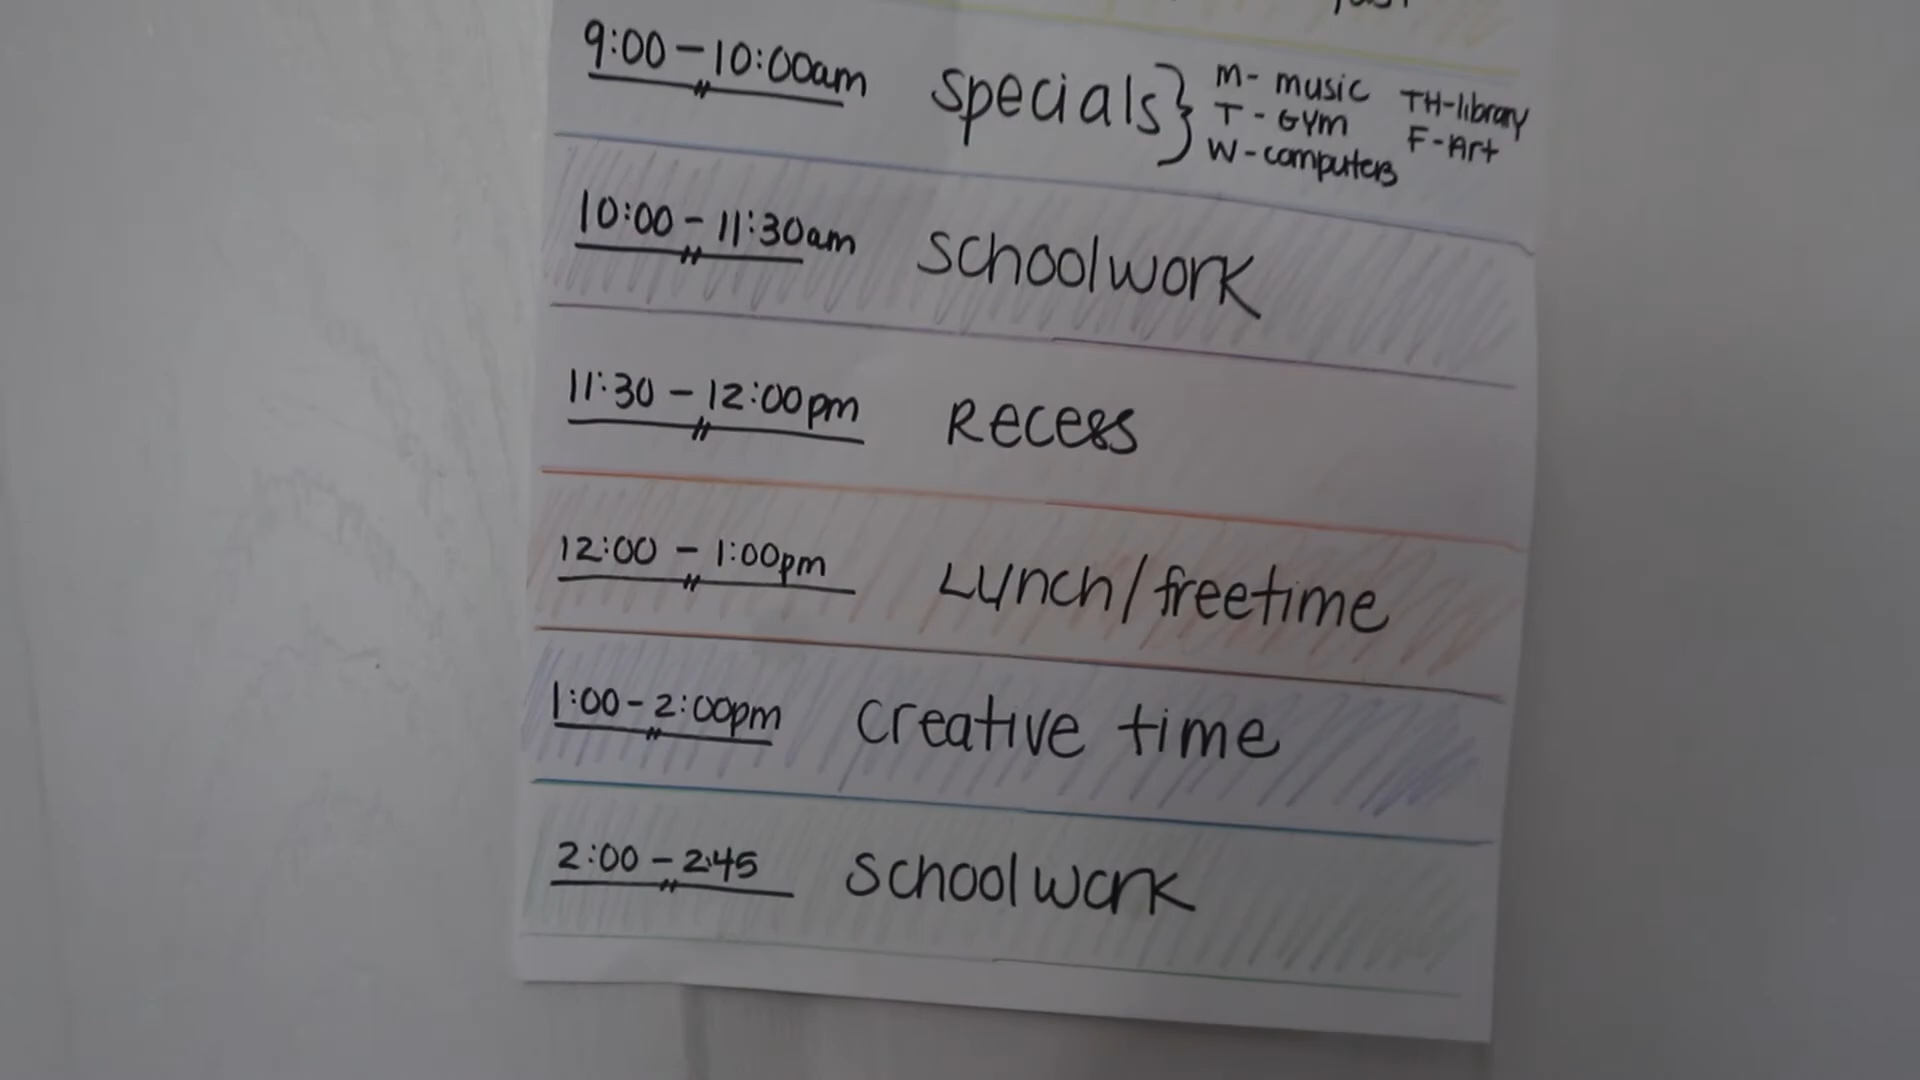 9:00 - 10:00am specials } M- music TH-library
T - GYM F-Art
W-computers
10:00 - 11:30am schoolwork
11:30 - 12:00pm Recess
12:00 - 1:00pm Lunch/freetime
1:00 - 2:00pm creative time
2:00 - 2:45 schoolwork